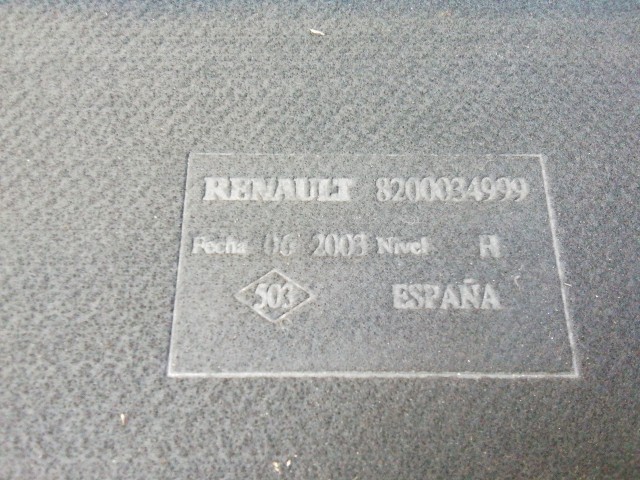 RENAULT 8200034999
Fecha 06 2003 Nivel H
503 ESPAÑA